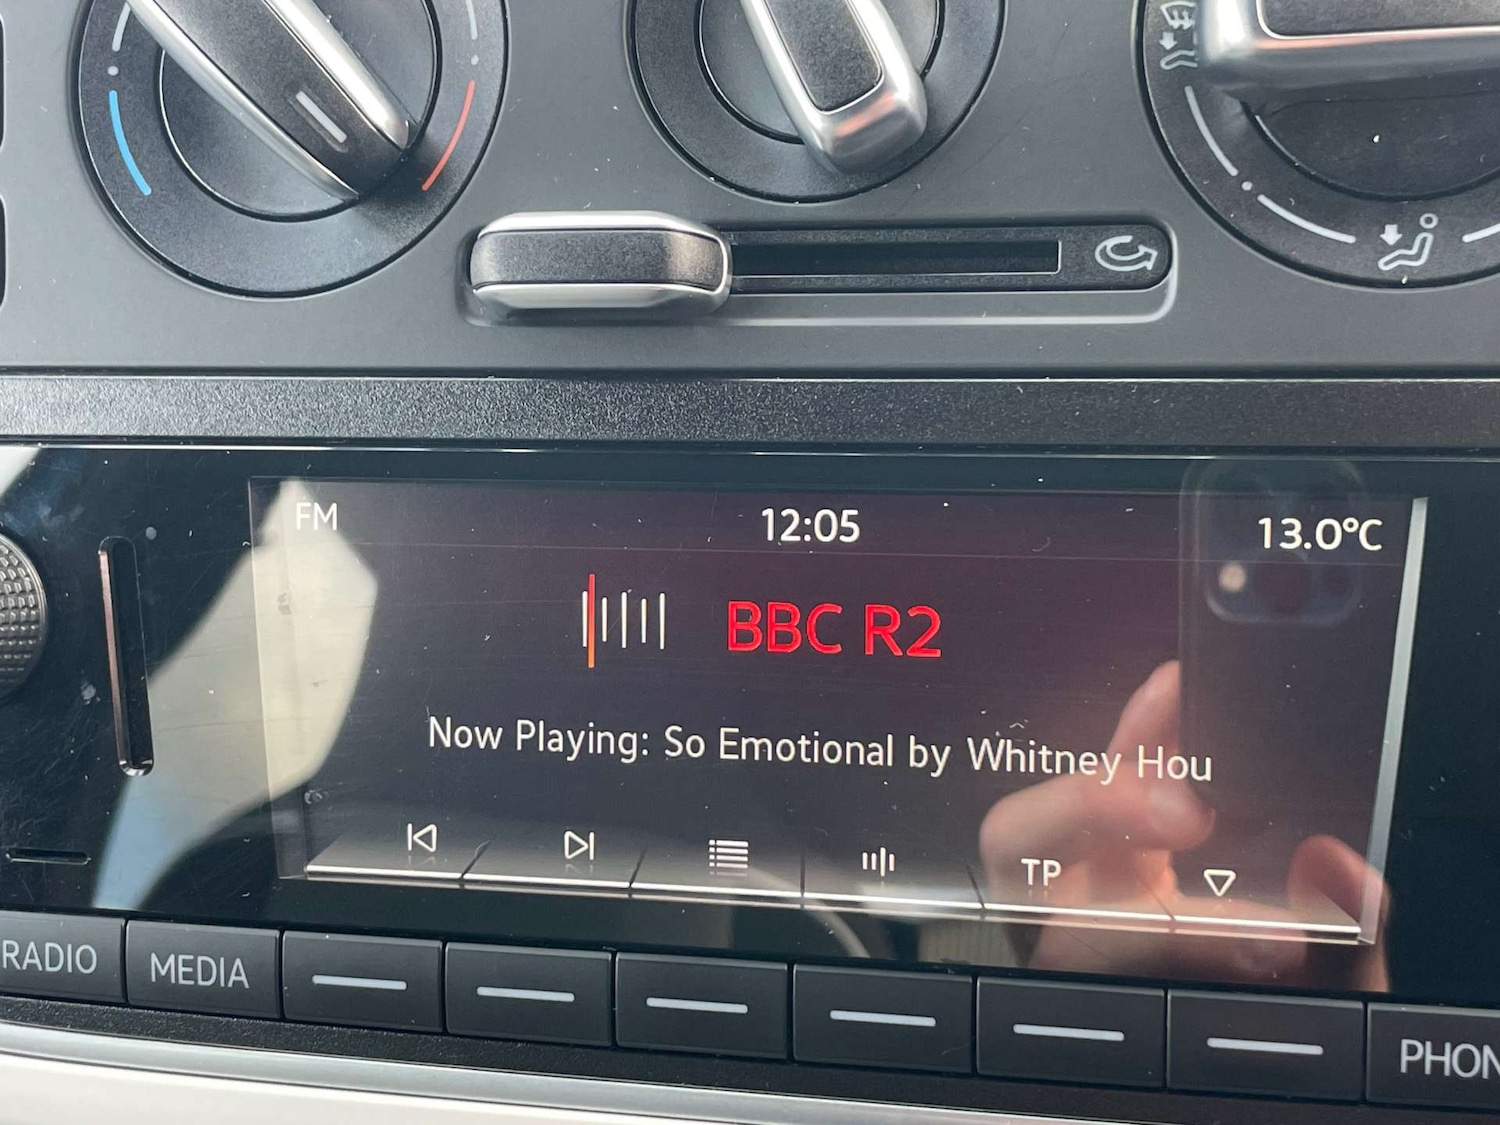 FM 12:05 13.0°C
BBC R2
Now Playing: So Emotional by Whitney Hou
TP
RADIO MEDIA PHON